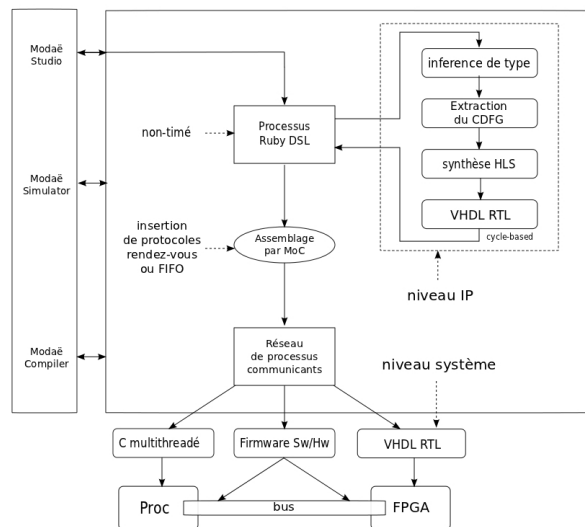 Modaë
Studio
Modaë
Simulator
Modaë
Compiler
non-timé
Processus
Ruby DSL
insertion
de protocoles
rendez-vous
ou FIFO
Assemblage
par MoC
Réseau
de processus
communicants
inference de type
Extraction
du CDFG
synthèse HLS
VHDL RTL
cycle-based
niveau IP
niveau système
C multithreadé
Firmware Sw/Hw
VHDL RTL
Proc
bus
FPGA